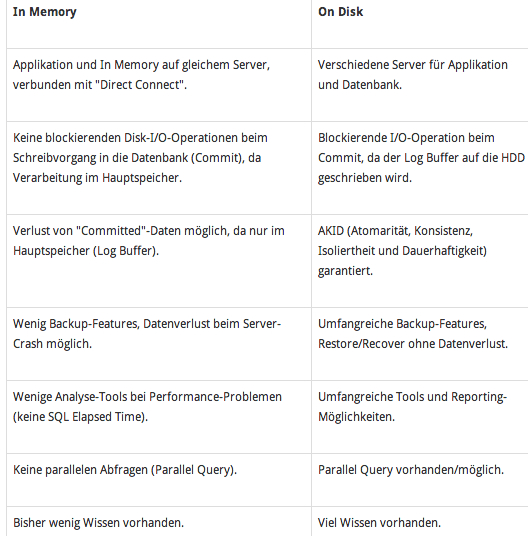 In Memory
On Disk
Applikation und In Memory auf gleichem Server,
verbunden mit "Direct Connect".
Verschiedene Server für Applikation
und Datenbank.
Keine blockierenden Disk-I/O-Operationen beim
Schreibvorgang in die Datenbank (Commit), da
Verarbeitung im Hauptspeicher.
Blockierende I/O-Operation beim
Commit, da der Log Buffer auf die HDD
geschrieben wird.
Verlust von "Committed"-Daten möglich, da nur im
Hauptspeicher (Log Buffer).
AKID (Atomarität, Konsistenz,
Isoliertheit und Dauerhaftigkeit)
garantiert.
Wenig Backup-Features, Datenverlust beim Server-
Crash möglich.
Umfangreiche Backup-Features,
Restore/Recover ohne Datenverlust.
Wenige Analyse-Tools bei Performance-Problemen
(keine SQL Elapsed Time).
Umfangreiche Tools und Reporting-
Möglichkeiten.
Keine parallelen Abfragen (Parallel Query).
Parallel Query vorhanden/möglich.
Bisher wenig Wissen vorhanden.
Viel Wissen vorhanden.